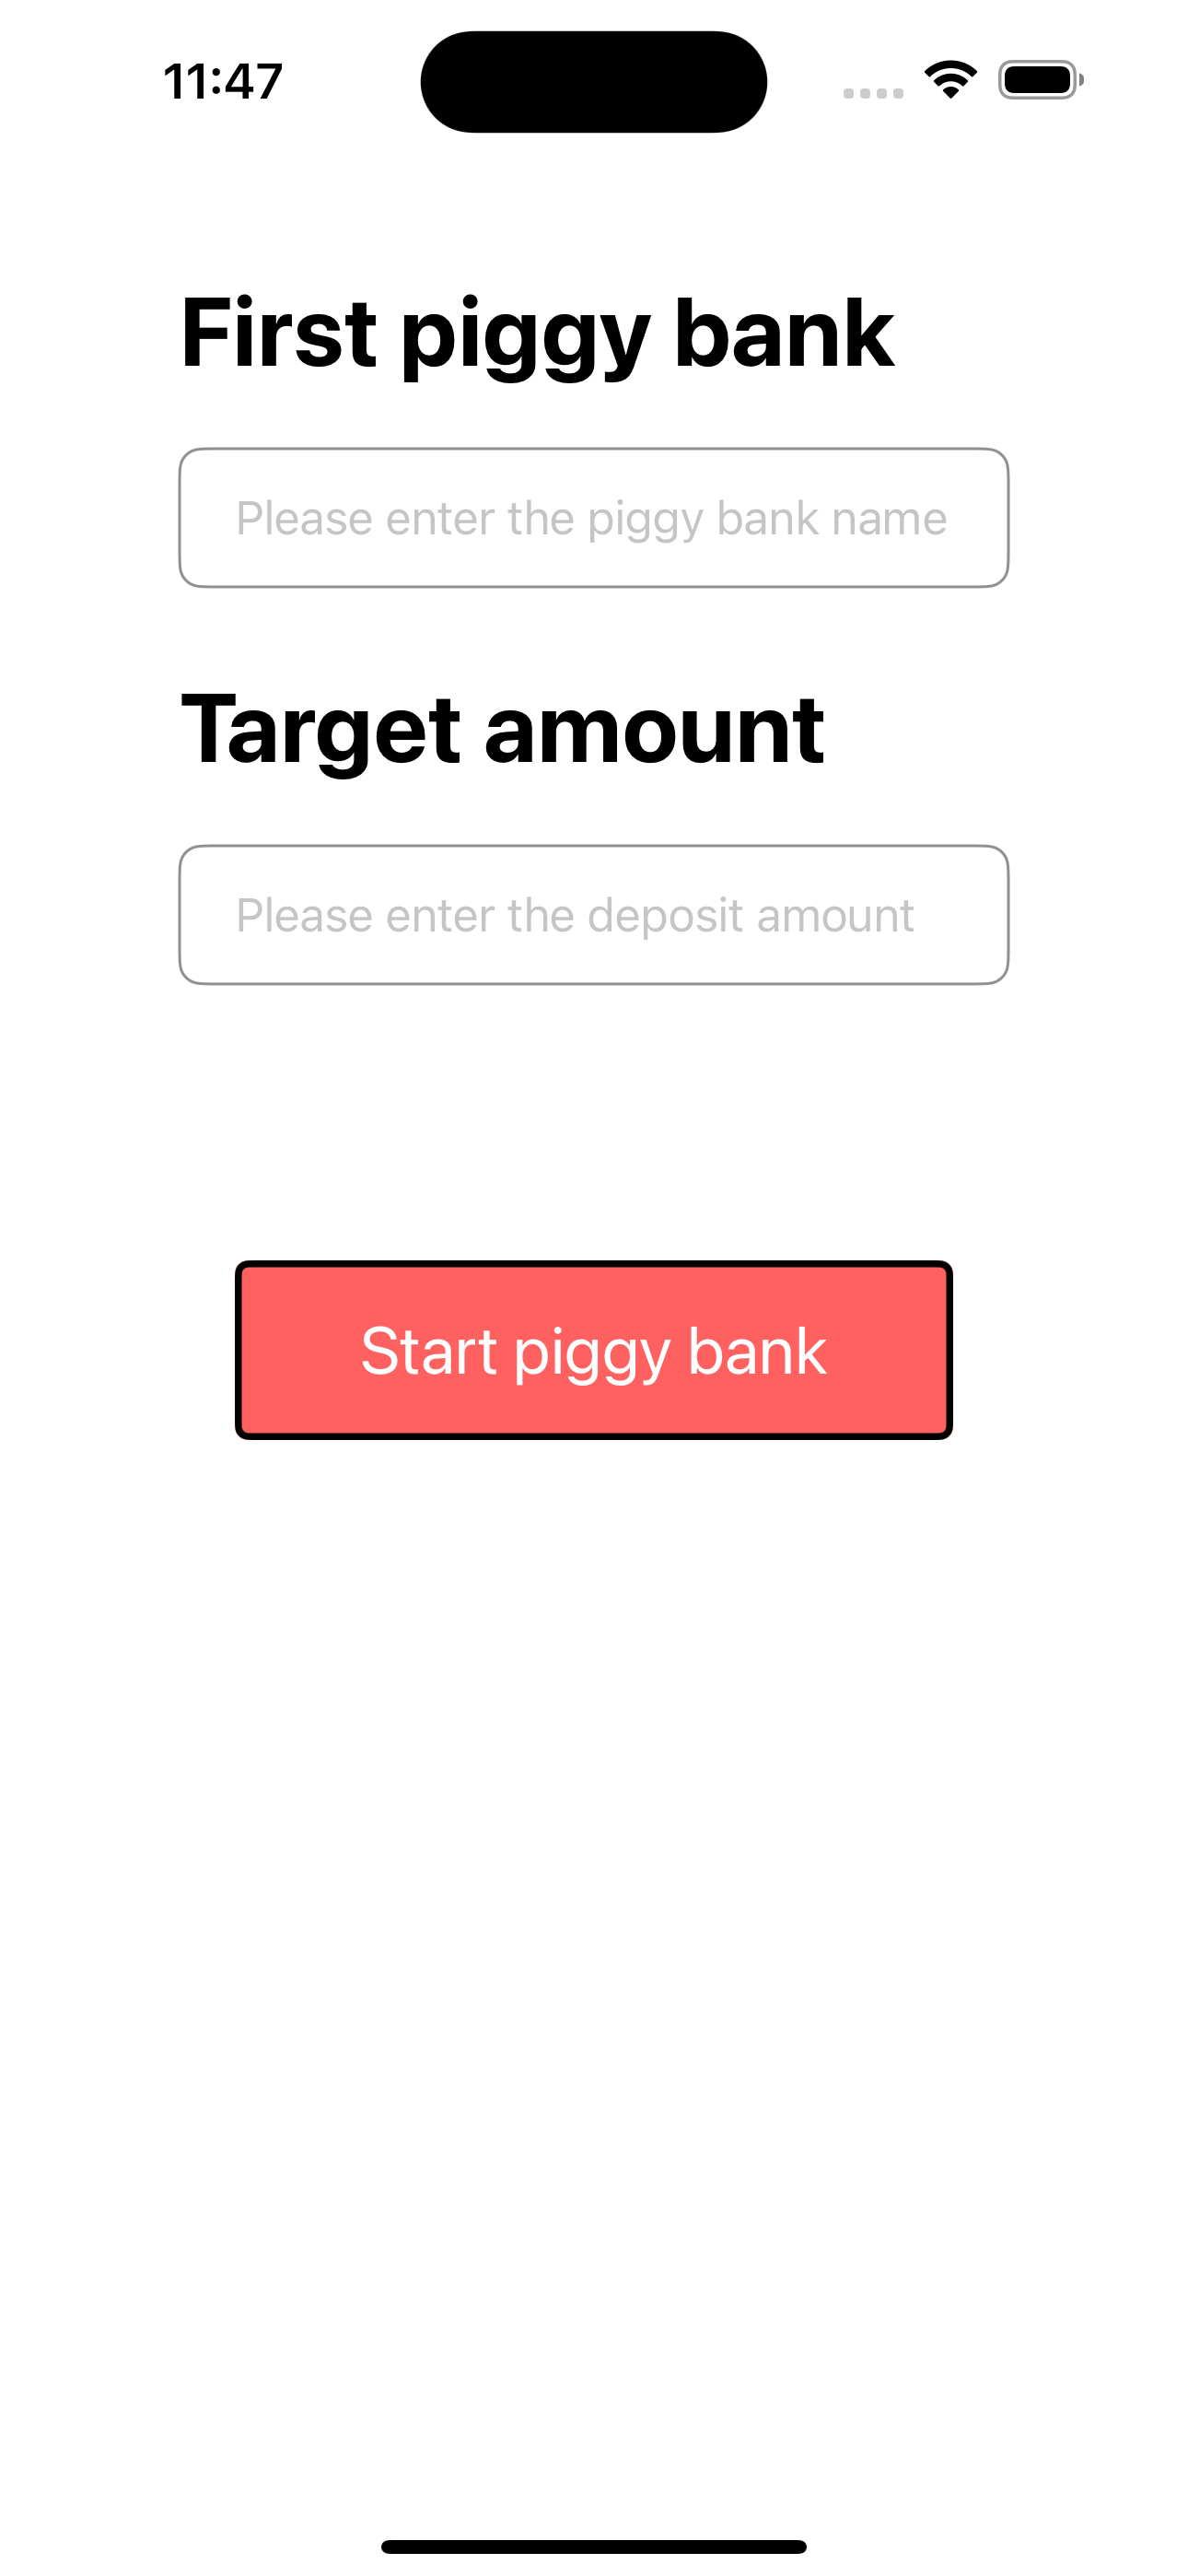 11:47
First piggy bank
Please enter the piggy bank name
Target amount
Please enter the deposit amount
Start piggy bank